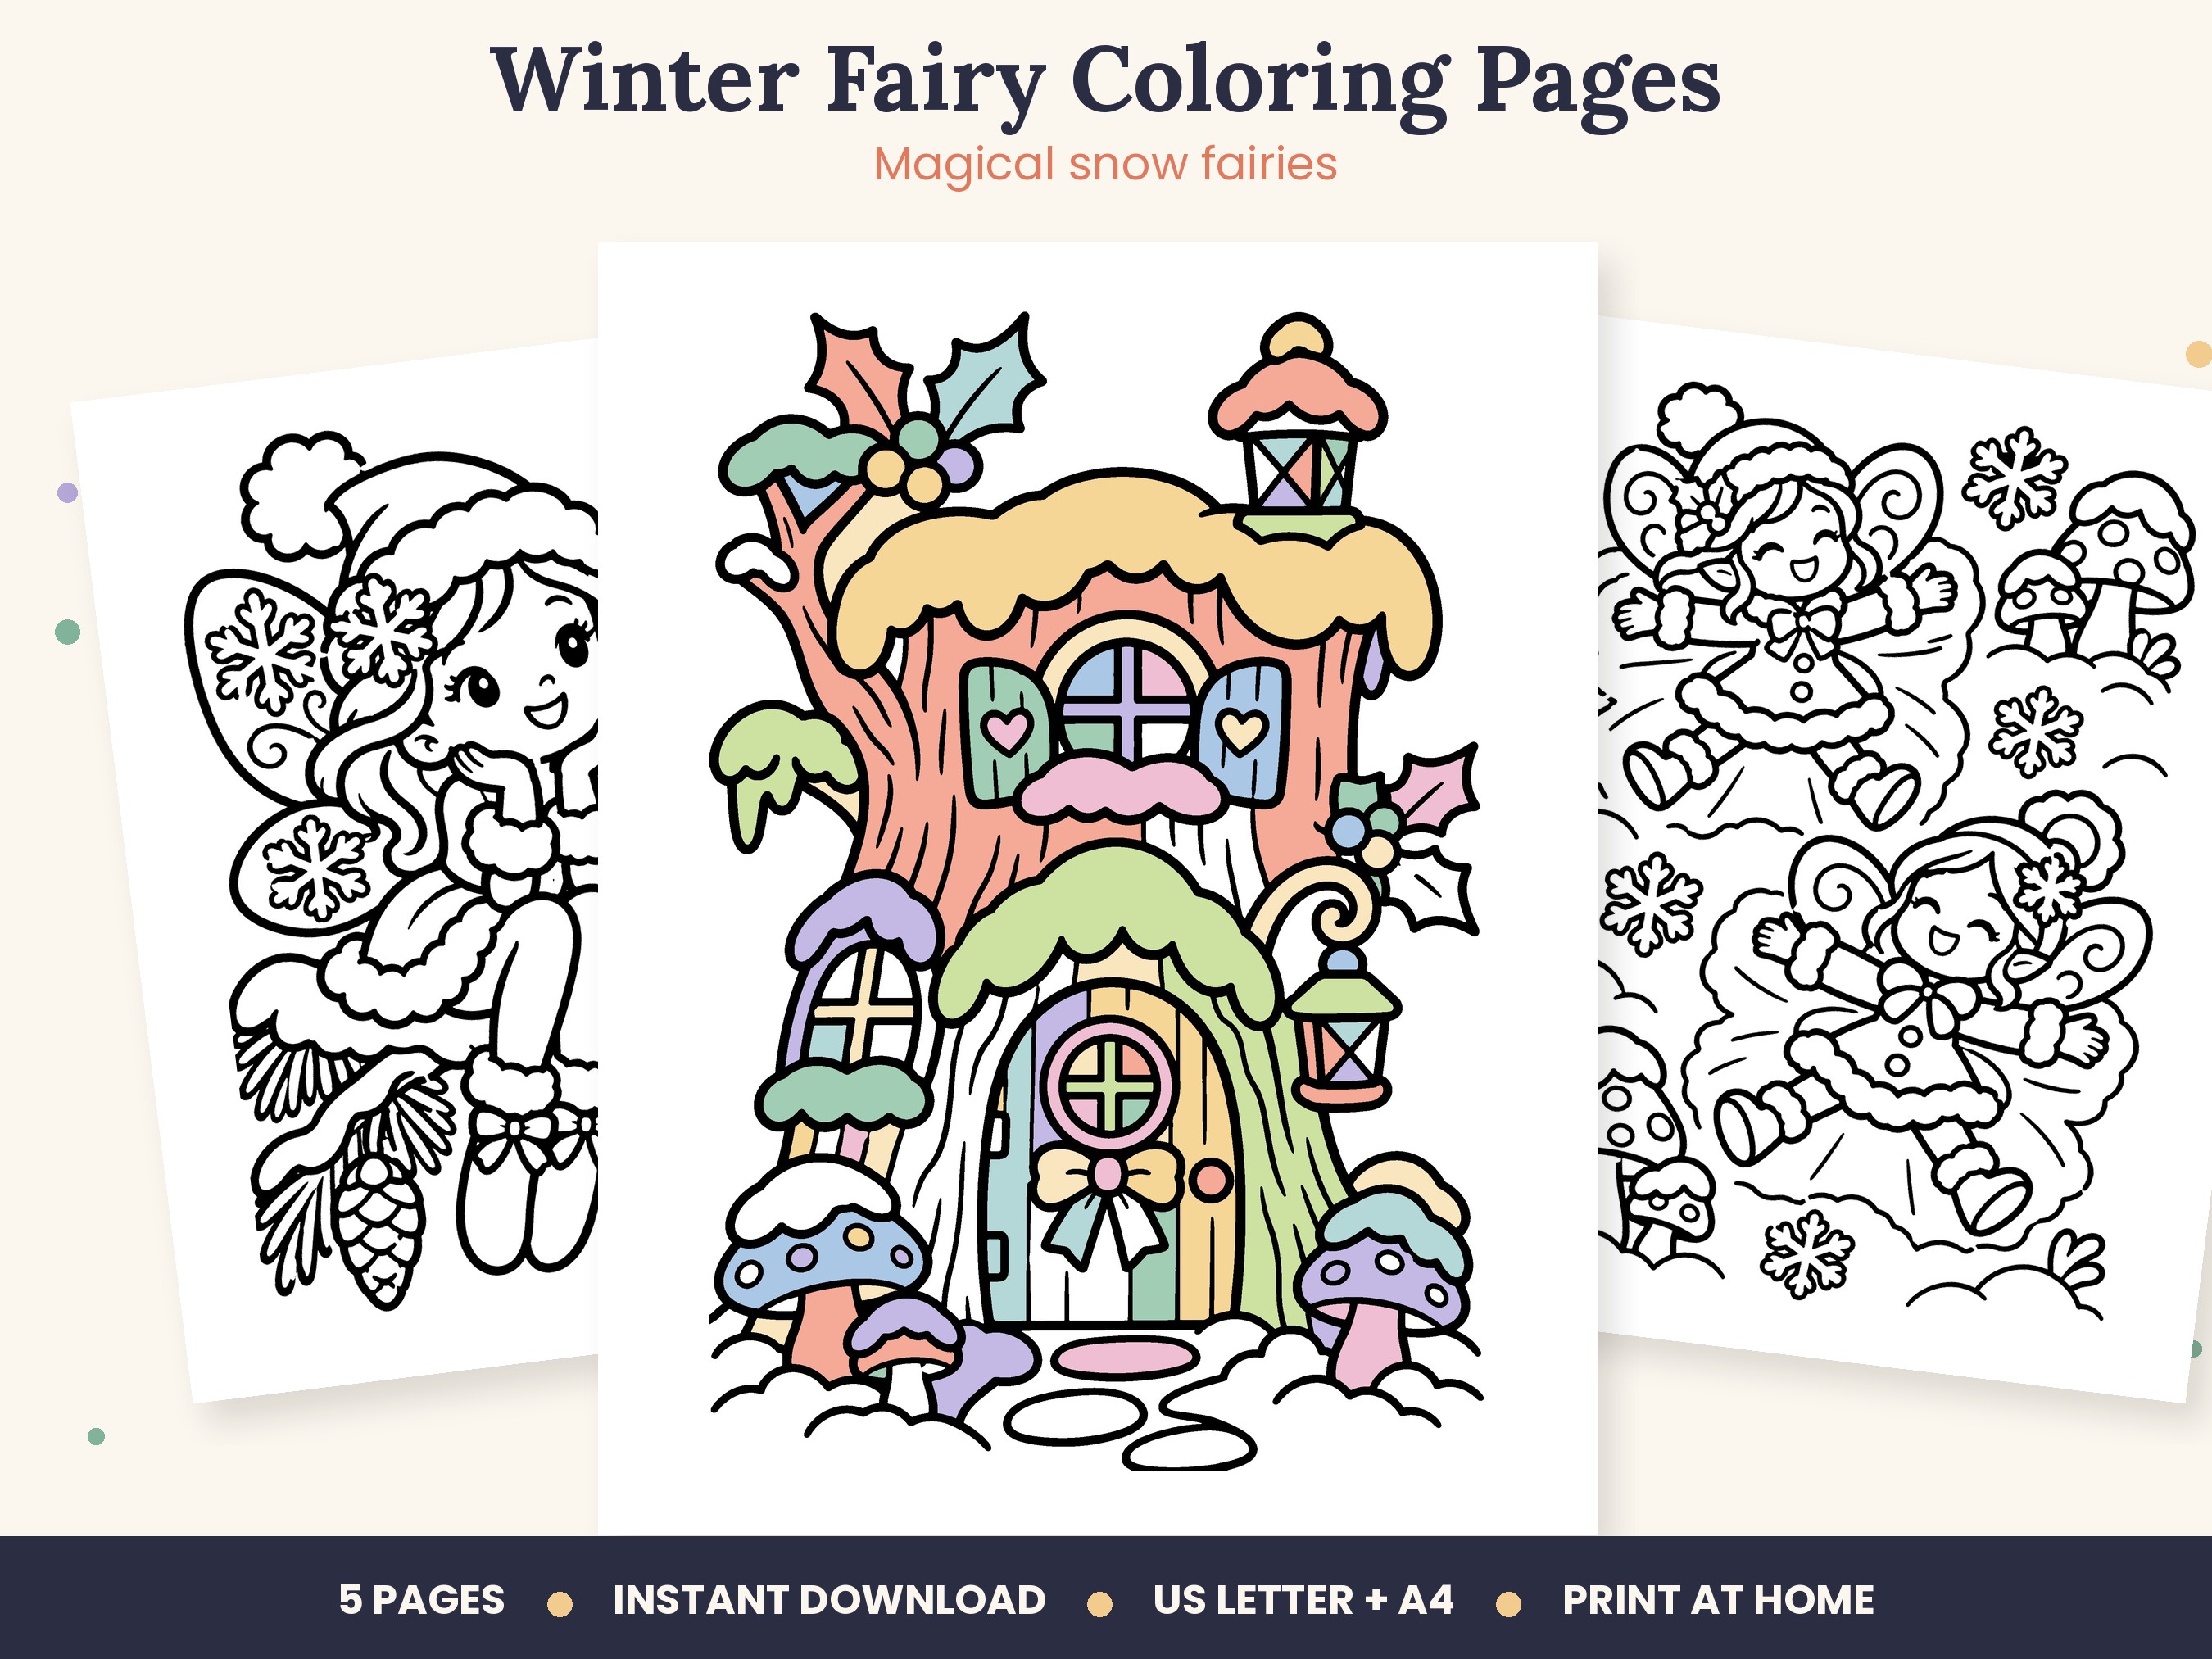 Winter Fairy Coloring Pages
Magical snow fairies
5 PAGES ● INSTANT DOWNLOAD ● US LETTER + A4 ● PRINT AT HOME